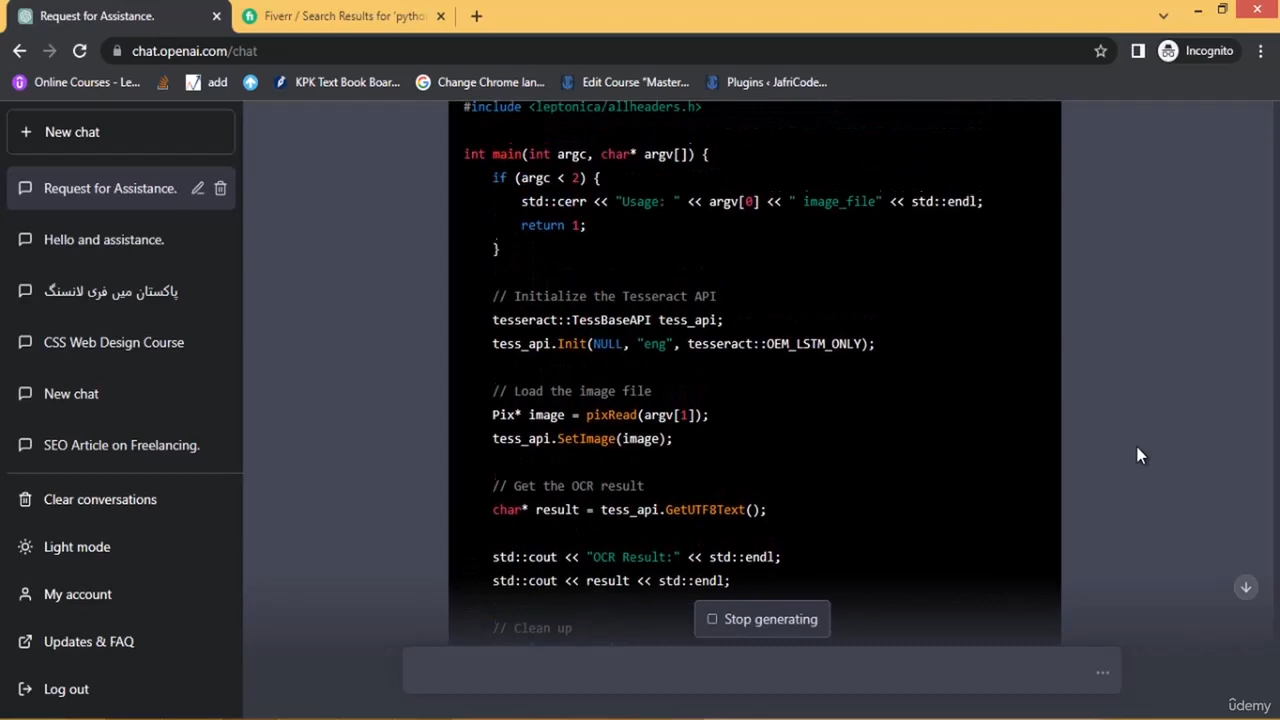 Request for Assistance.
Fiverr / Search Results for 'pytho
chat.openai.com/chat
Incognito
Online Courses - Le...
add
KPK Text Book Boar...
Change Chrome lan...
Edit Course "Master...
Plugins ‹ JafriCode...
New chat
Request for Assistance.
Hello and assistance.
پاکستان میں فری لانسنگ
CSS Web Design Course
New chat
SEO Article on Freelancing.
Clear conversations
Light mode
My account
Updates & FAQ
Log out
#include <leptonica/allheaders.h>
int main(int argc, char* argv[]) {
if (argc < 2) {
std::cerr << "Usage: " << argv[0] << " image_file" << std::endl;
return 1;
}
// Initialize the Tesseract API
tesseract::TessBaseAPI tess_api;
tess_api.Init(NULL, "eng", tesseract::OEM_LSTM_ONLY);
// Load the image file
Pix* image = pixRead(argv[1]);
tess_api.SetImage(image);
// Get the OCR result
char* result = tess_api.GetUTF8Text();
std::cout << "OCR Result:" << std::endl;
std::cout << result << std::endl;
// Clean up
Stop generating
ûdemy